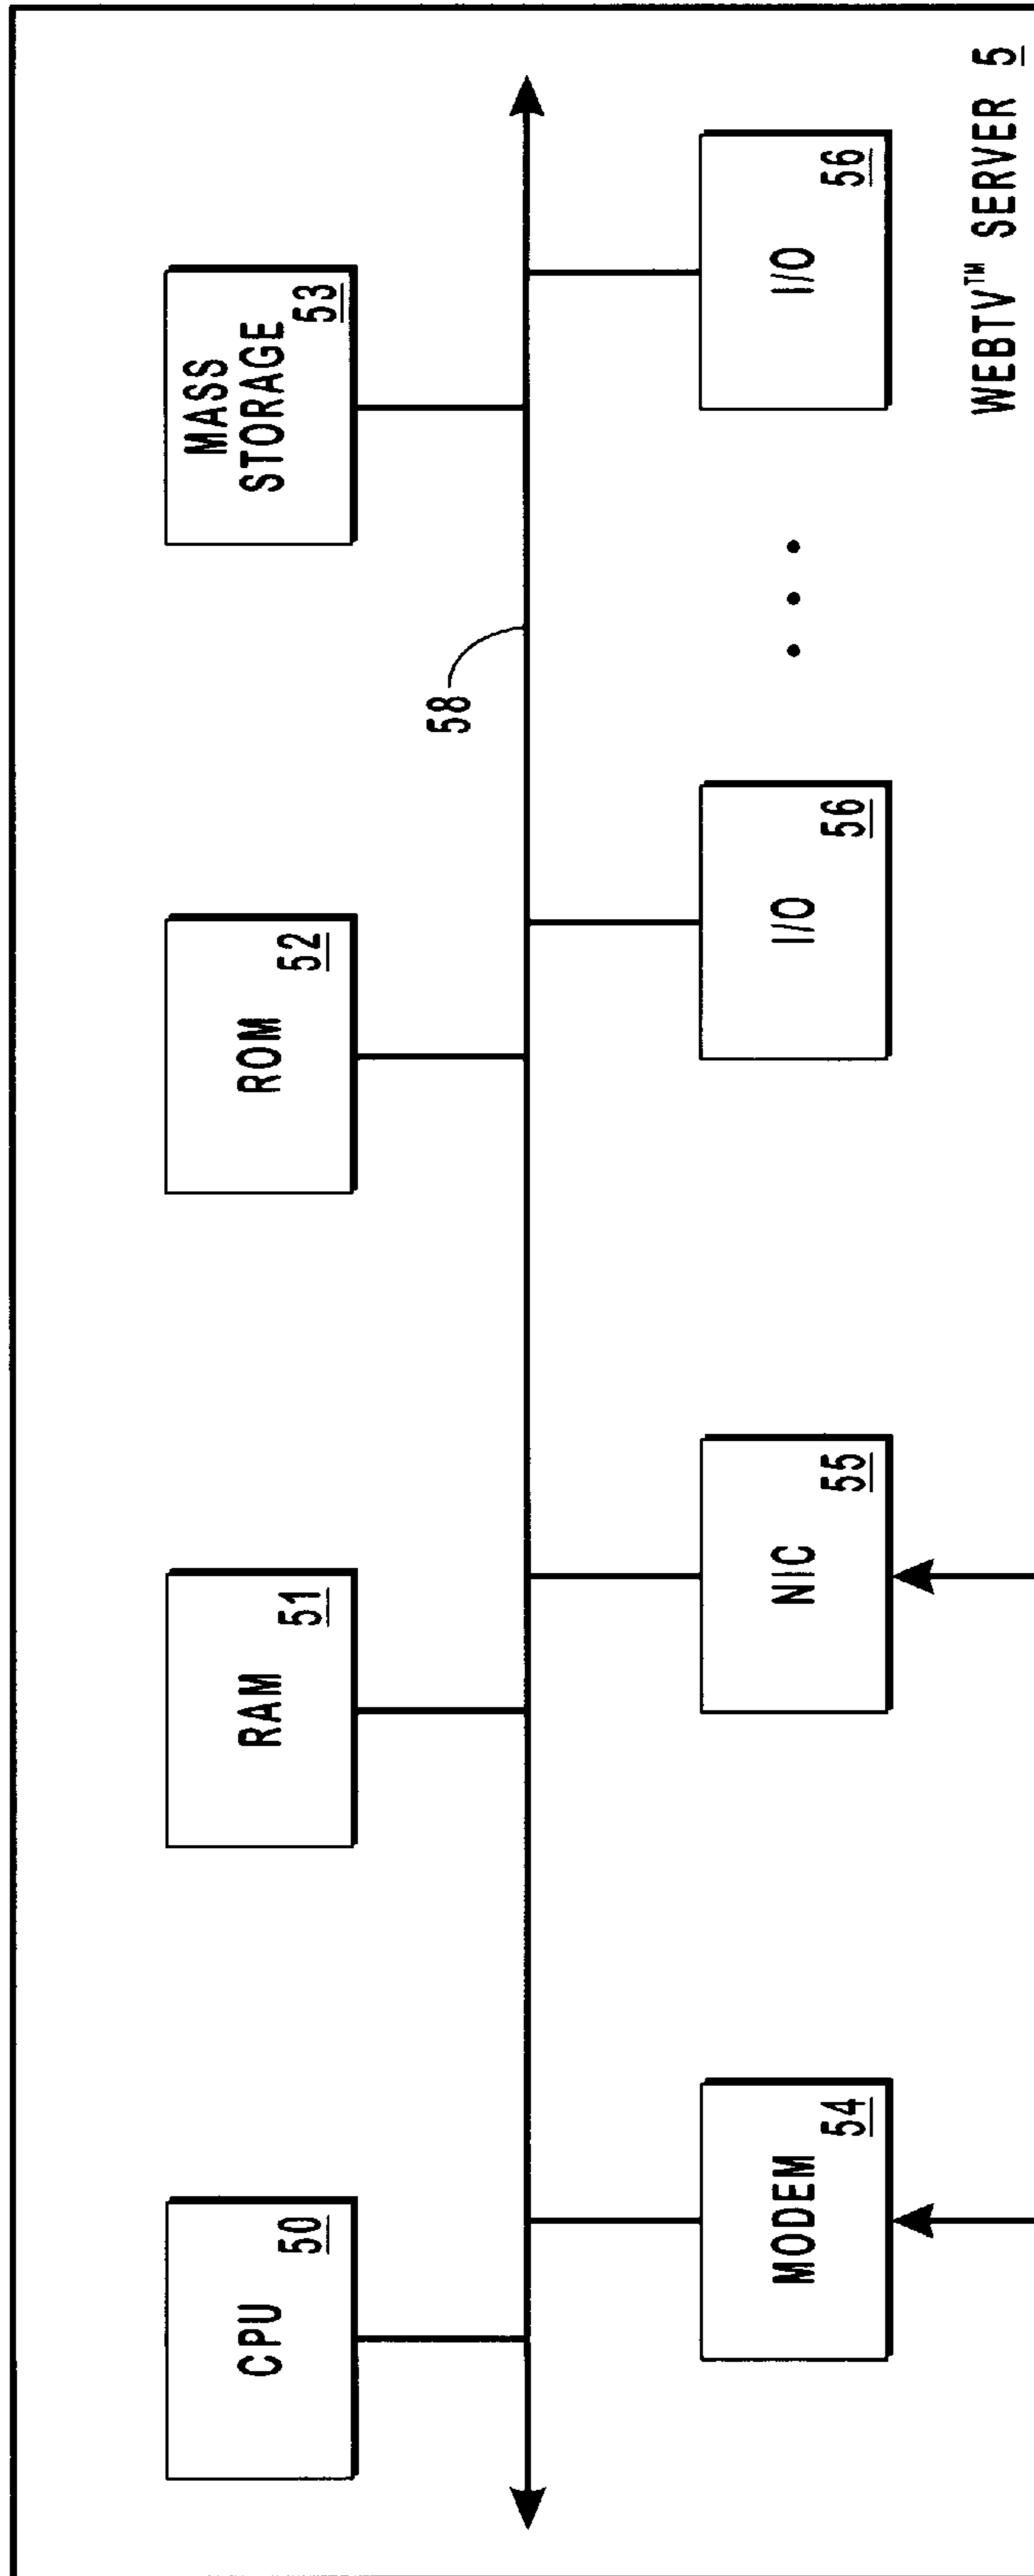 CPU
50
RAM
51
ROM
52
MASS
STORAGE
53
58
MODEM
54
NIC
55
I/O
56
• • •
I/O
56
WEBTV™ SERVER 5